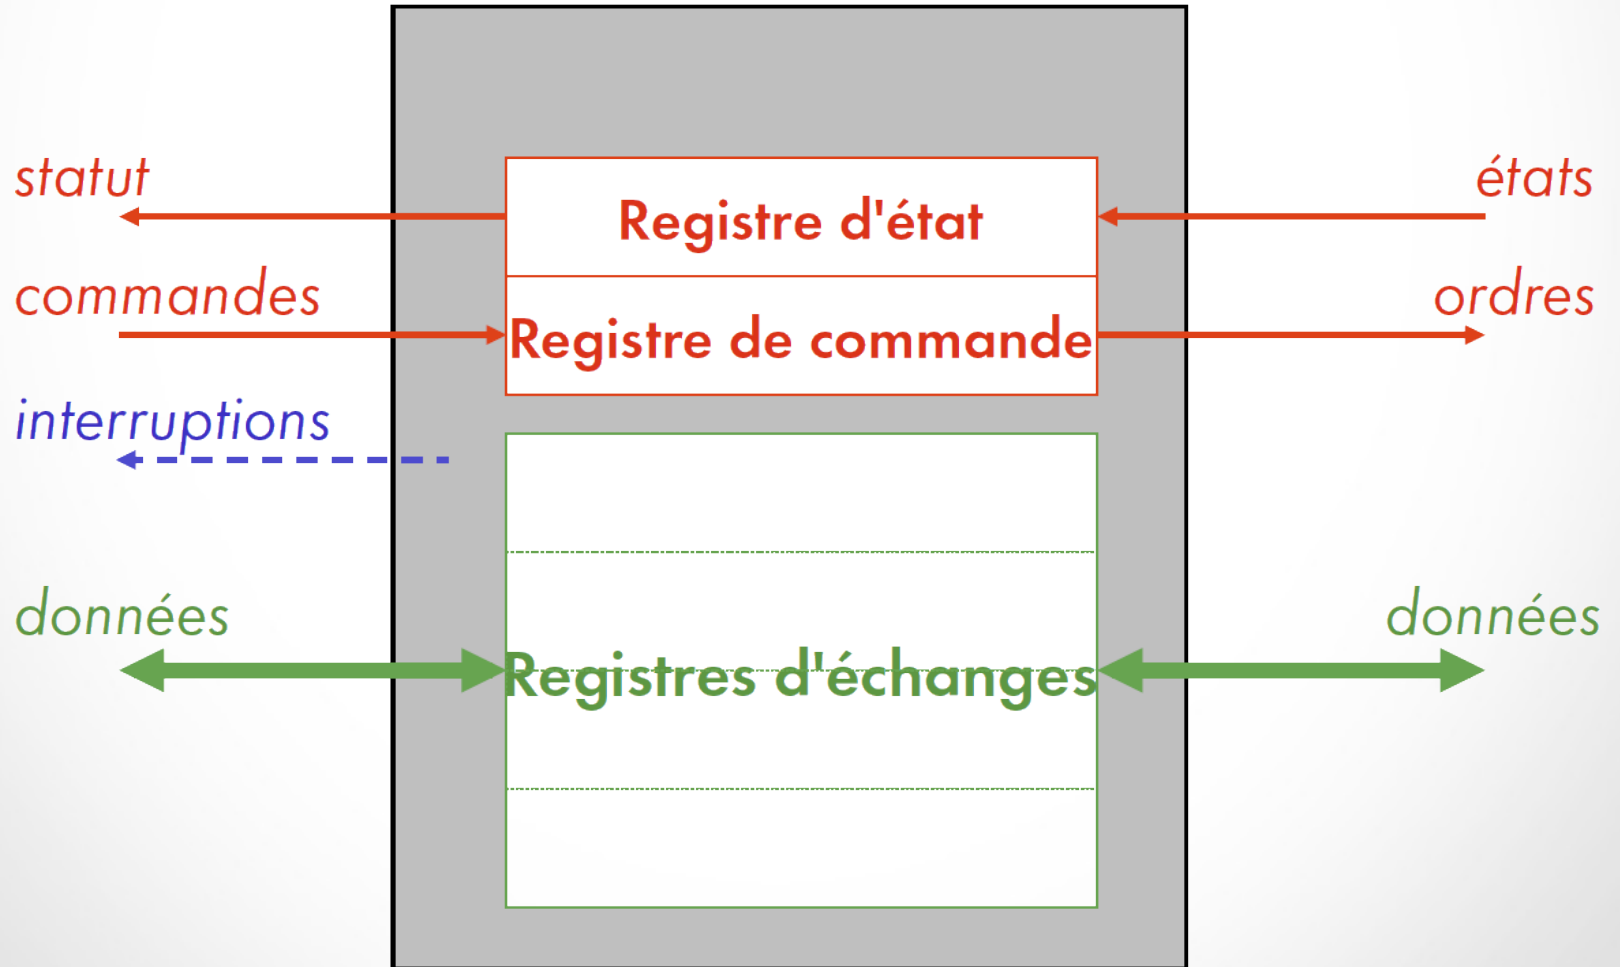 statut
états
Registre d'état
commandes
ordres
Registre de commande
interruptions
données
données
Registres d'échanges